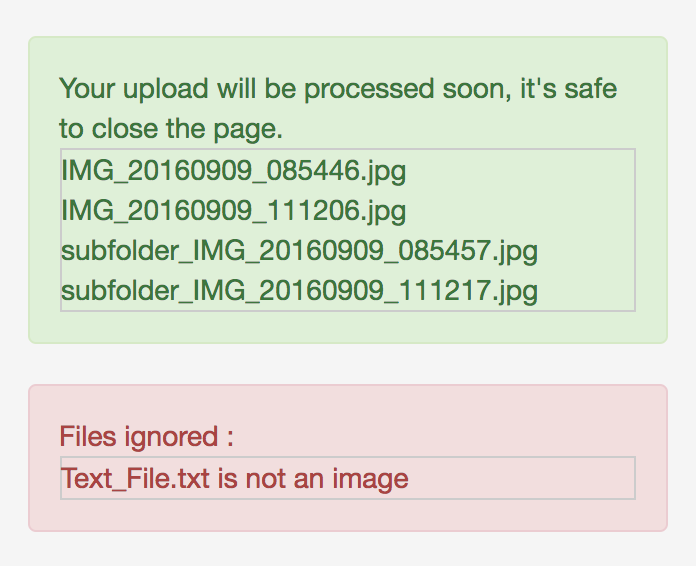 Your upload will be processed soon, it's safe
to close the page.
IMG_20160909_085446.jpg
IMG_20160909_111206.jpg
subfolder_IMG_20160909_085457.jpg
subfolder_IMG_20160909_111217.jpg
Files ignored :
Text_File.txt is not an image